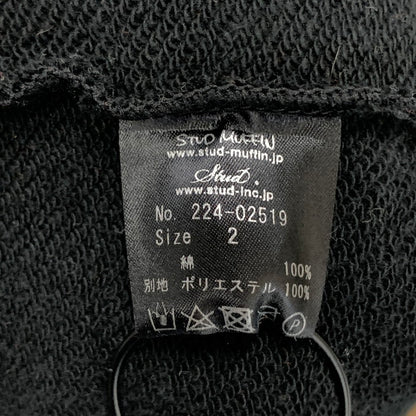 STUD MUFFIN
www.stud-muffin.jp
Stud.
www.stud-inc.jp
No. 224-02519
Size 2
綿 100%
別地 ポリエステル 100%
P